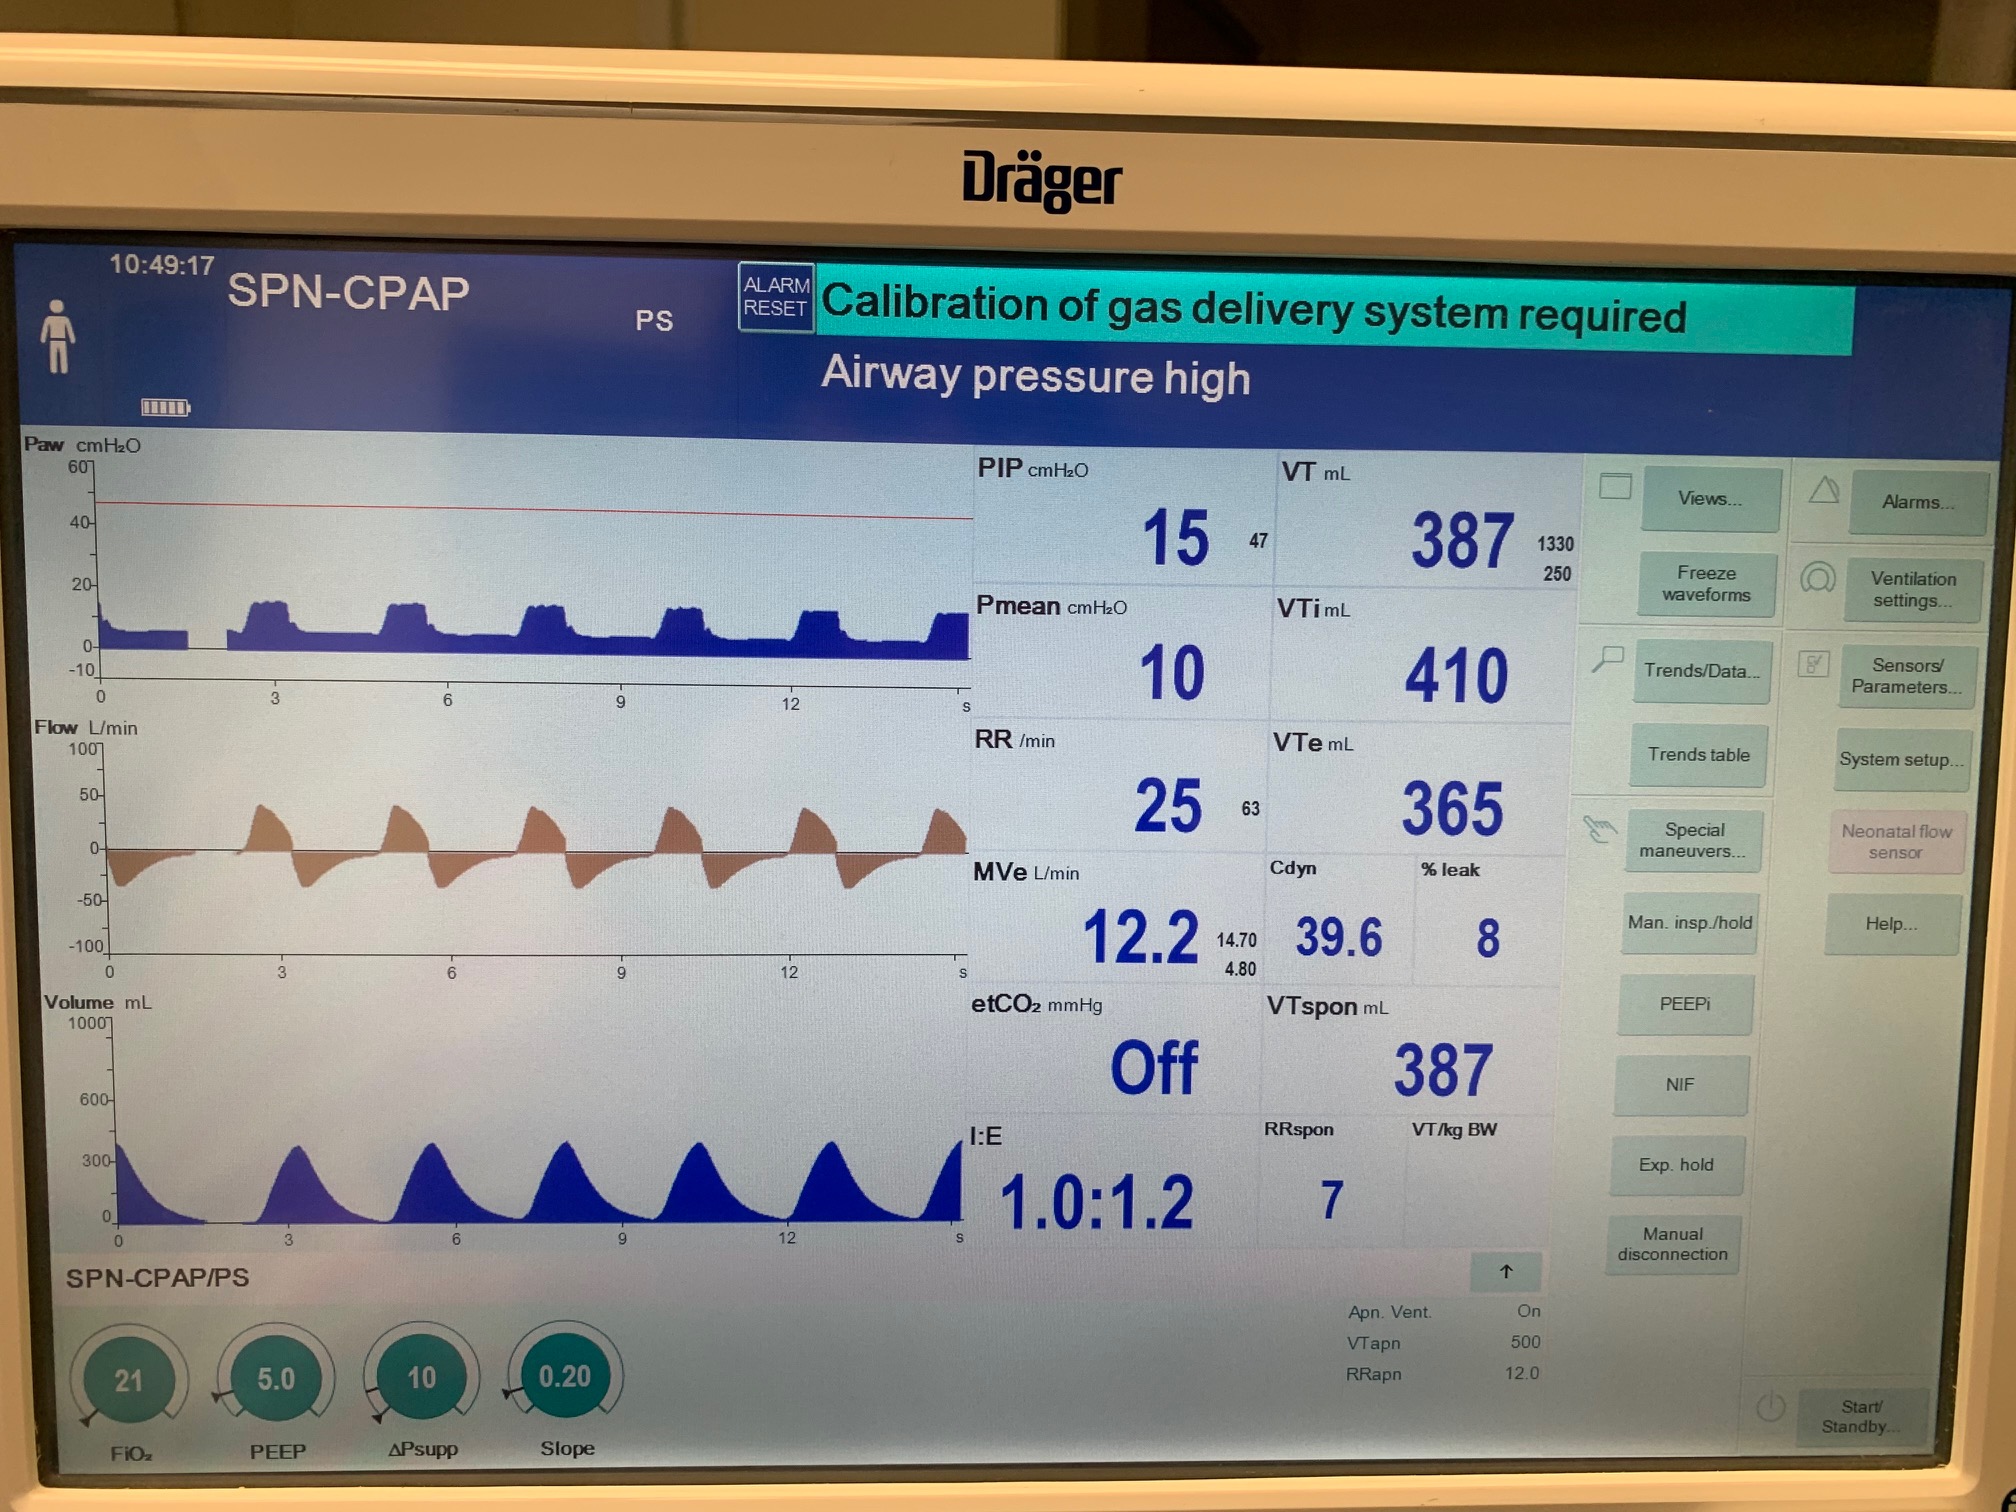 Dräger
10:49:17
SPN-CPAP
PS
ALARM
RESET
Calibration of gas delivery system required
Airway pressure high
Paw cmH₂O
60
40
20
0
-10
0 3 6 9 12 s
Flow L/min
100
50
0
-50
-100
0 3 6 9 12 s
Volume mL
1000
600
300
0
0 3 6 9 12 s
PIP cmH₂O
15 47
VT mL
387 1330
250
Pmean cmH₂O
10
VTi mL
410
RR /min
25 63
VTe mL
365
MVe L/min
12.2 14.70
4.80
Cdyn
39.6
% leak
8
etCO₂ mmHg
Off
VTspon mL
387
I:E
1.0:1.2
RRspon
7
VT/kg BW
Views...
Freeze
waveforms
Trends/Data...
Trends table
Special
maneuvers...
Man. insp./hold
PEEPi
NIF
Exp. hold
Manual
disconnection
Alarms...
Ventilation
settings...
Sensors/
Parameters...
System setup...
Neonatal flow
sensor
Help...
Start/
Standby...
SPN-CPAP/PS
↑
Apn. Vent. On
VTapn 500
RRapn 12.0
21
FiO₂
5.0
PEEP
10
ΔPsupp
0.20
Slope